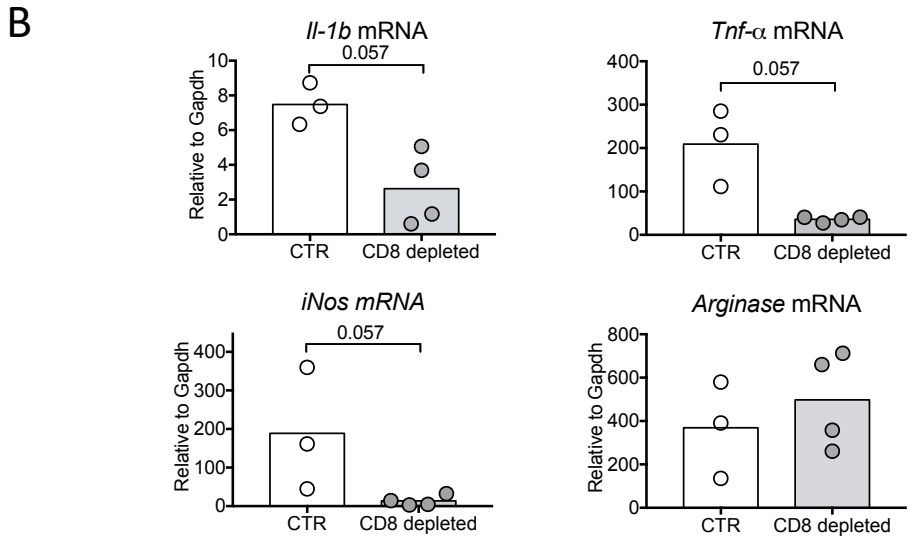 B
Il-1b mRNA
0.057
10
8
6
4
2
0
Relative to Gapdh
CTR
CD8 depleted
Tnf-α mRNA
0.057
400
300
200
100
0
CTR
CD8 depleted
iNos mRNA
0.057
400
300
200
100
0
Relative to Gapdh
CTR
CD8 depleted
Arginase mRNA
800
600
400
200
0
Relative to Gapdh
CTR
CD8 depleted